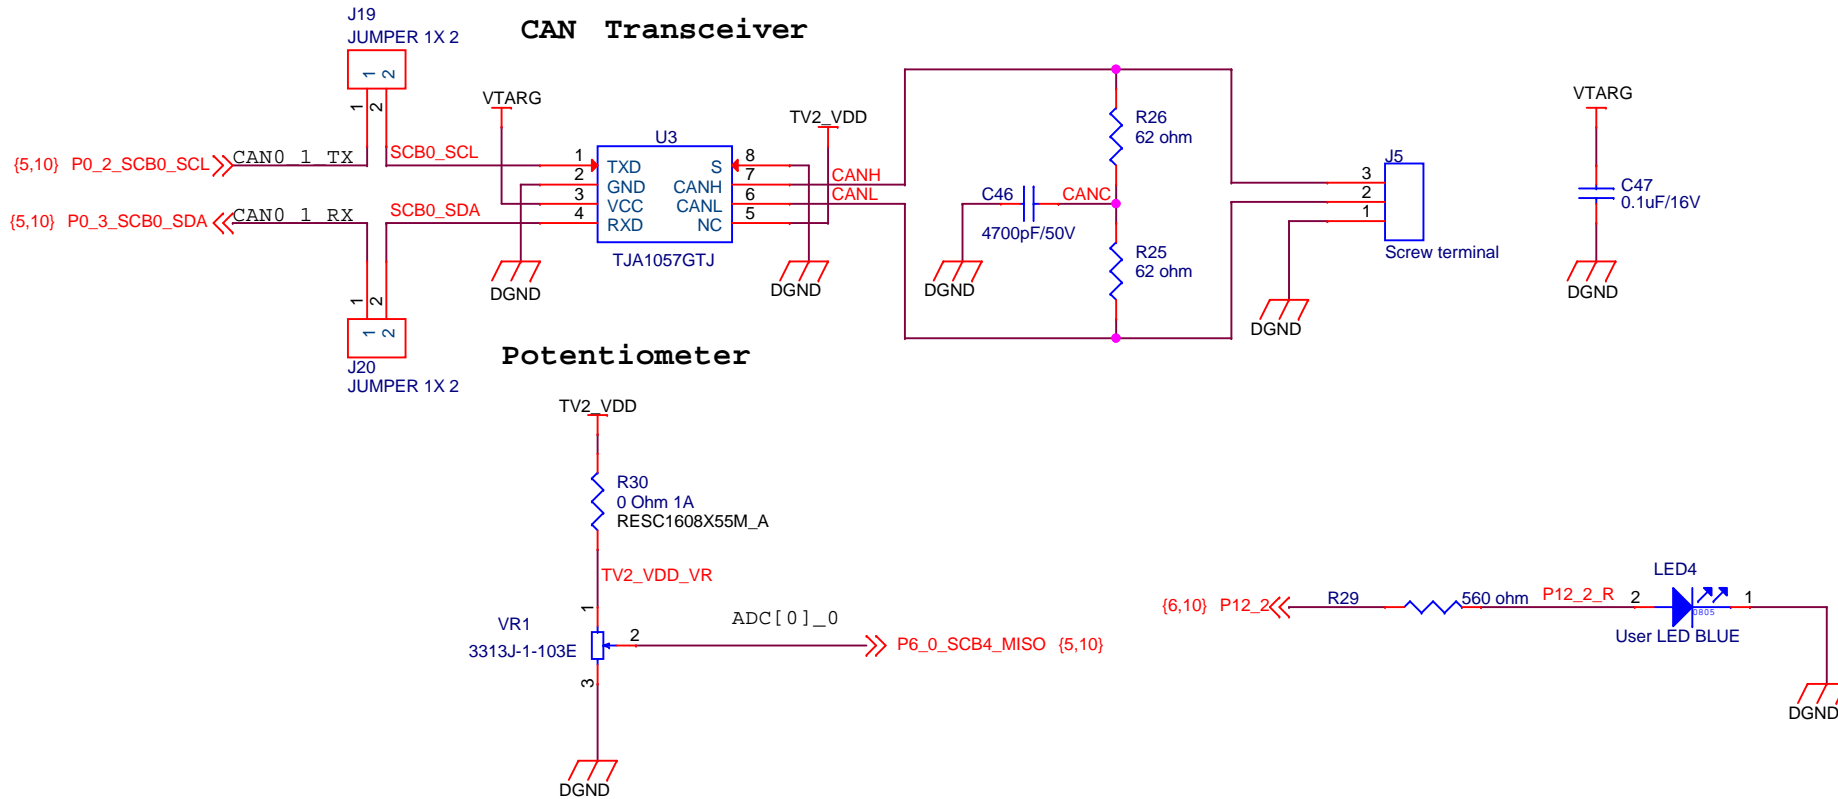 J19
JUMPER 1X 2
CAN Transceiver
1 2
1 2
VTARG
TV2_VDD
VTARG
{5,10} P0_2_SCB0_SCL CAN0_1_TX SCB0_SCL
U3
1 TXD S 8
2 GND CANH 7 CANH
3 VCC CANL 6 CANL
4 RXD NC 5
TJA1057GTJ
{5,10} P0_3_SCB0_SDA CAN0_1_RX SCB0_SDA
DGND
DGND
R26
62 ohm
C46 CANC
4700pF/50V
DGND
R25
62 ohm
J5
3
2
1
Screw terminal
DGND
C47
0.1uF/16V
DGND
1 2
1 2
J20
JUMPER 1X 2
Potentiometer
TV2_VDD
R30
0 Ohm 1A
RESC1608X55M_A
TV2_VDD_VR
1
VR1
3313J-1-103E
2
ADC[0]_0
P6_0_SCB4_MISO {5,10}
3
DGND
LED4
{6,10} P12_2 R29 560 ohm P12_2_R 2 1
0805
User LED BLUE
DGND